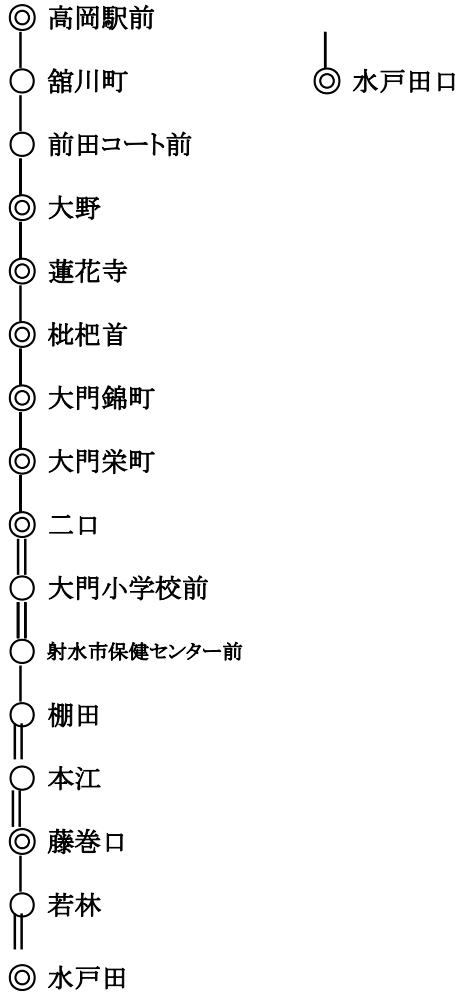 高岡駅前
舘川町
前田コート前
大野
蓮花寺
枇杷首
大門錦町
大門栄町
二口
大門小学校前
射水市保健センター前
棚田
本江
藤巻口
若林
水戸田
水戸田口